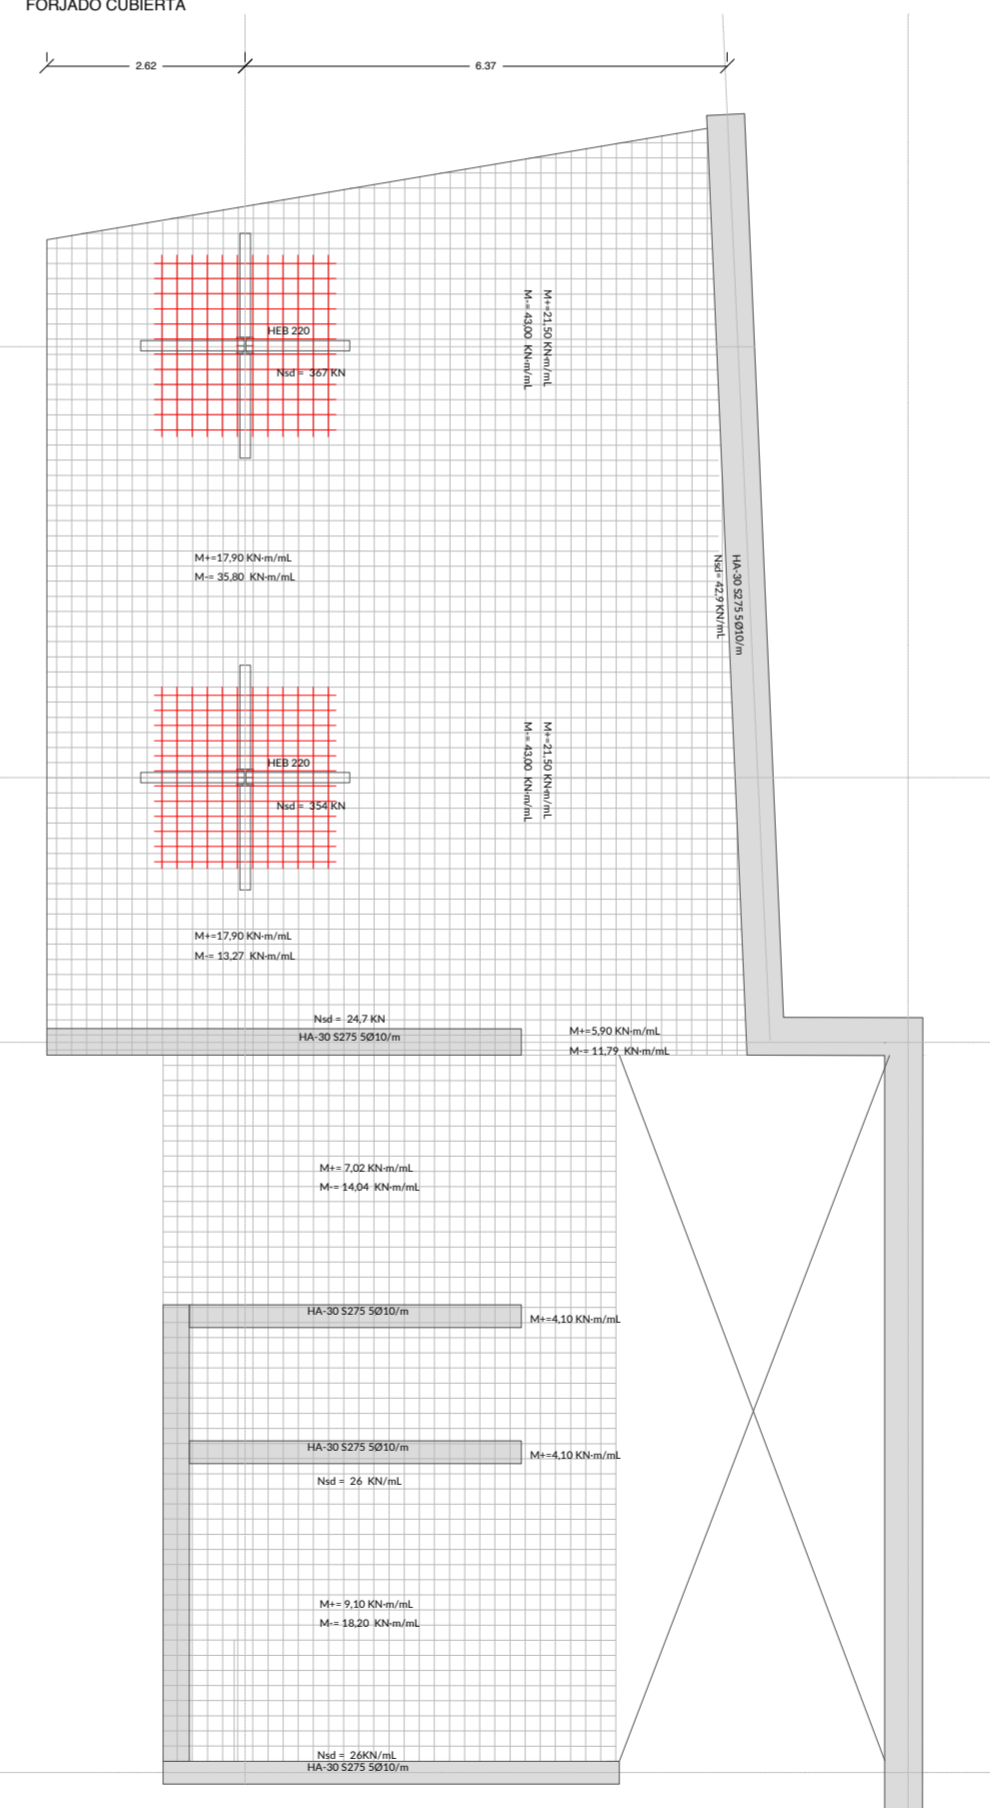 FORJADO CUBIERTA
2.62
6.37
HEB 220
Nsd = 367 KN
M+=21,50 KN·m/mL
M-= 43,00 KN·m/mL
M+=17,90 KN·m/mL
M-= 35,80 KN·m/mL
HA-30 S275 5Ø10/m
Nsd= 42,9 KN/mL
HEB 220
Nsd = 354 KN
M+=21,50 KN·m/mL
M-= 43,00 KN·m/mL
M+=17,90 KN·m/mL
M-= 13,27 KN·m/mL
Nsd = 24,7 KN
HA-30 S275 5Ø10/m
M+=5,90 KN·m/mL
M-= 11,79 KN·m/mL
M+= 7,02 KN·m/mL
M-= 14,04 KN·m/mL
HA-30 S275 5Ø10/m
M+=4,10 KN·m/mL
HA-30 S275 5Ø10/m
M+=4,10 KN·m/mL
Nsd = 26 KN/mL
M+= 9,10 KN·m/mL
M-= 18,20 KN·m/mL
Nsd = 26KN/mL
HA-30 S275 5Ø10/m